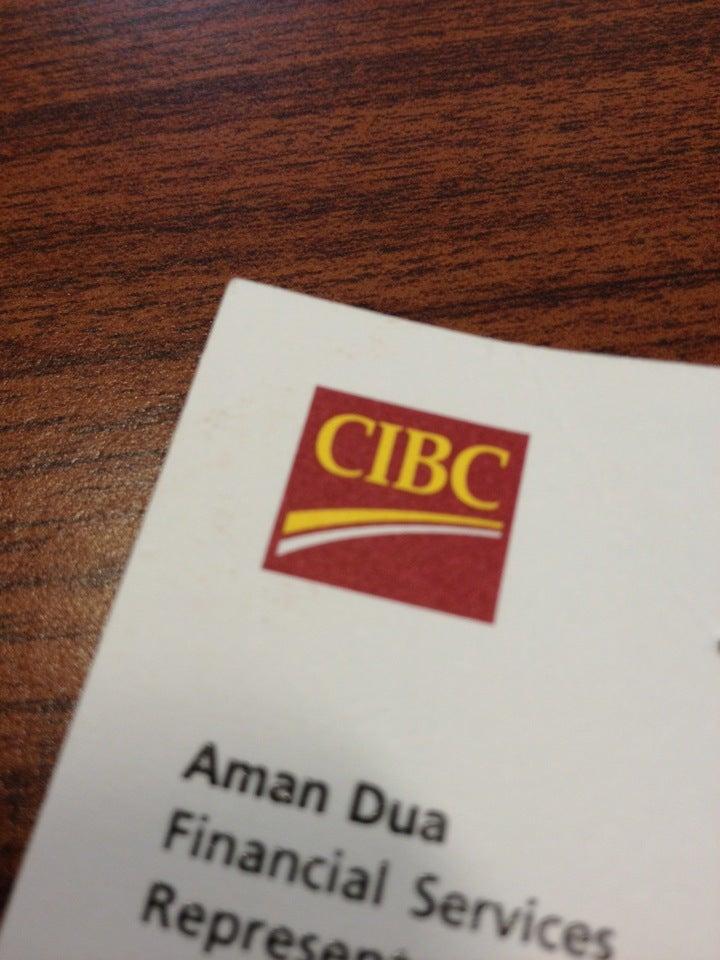 CIBC
Aman Dua
Financial Services